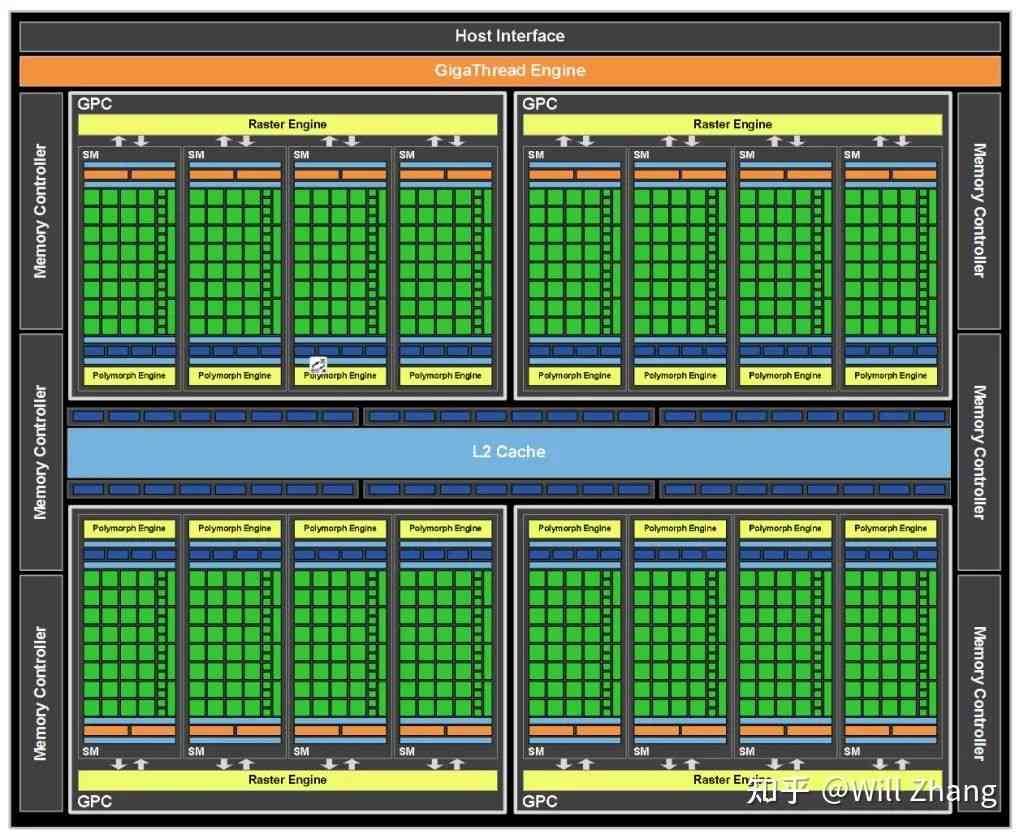 Host Interface
GigaThread Engine
GPC
GPC
Raster Engine
Raster Engine
SM
SM
SM
SM
SM
SM
SM
SM
Memory Controller
Memory Controller
Polymorph Engine
Polymorph Engine
Polymorph Engine
Polymorph Engine
Polymorph Engine
Polymorph Engine
Polymorph Engine
Polymorph Engine
Memory Controller
L2 Cache
Memory Controller
Polymorph Engine
Polymorph Engine
Polymorph Engine
Polymorph Engine
Polymorph Engine
Polymorph Engine
Polymorph Engine
Polymorph Engine
Memory Controller
Memory Controller
SM
SM
SM
SM
SM
SM
SM
SM
Raster Engine
Raster Engine
GPC
GPC
知乎 @Will Zhang